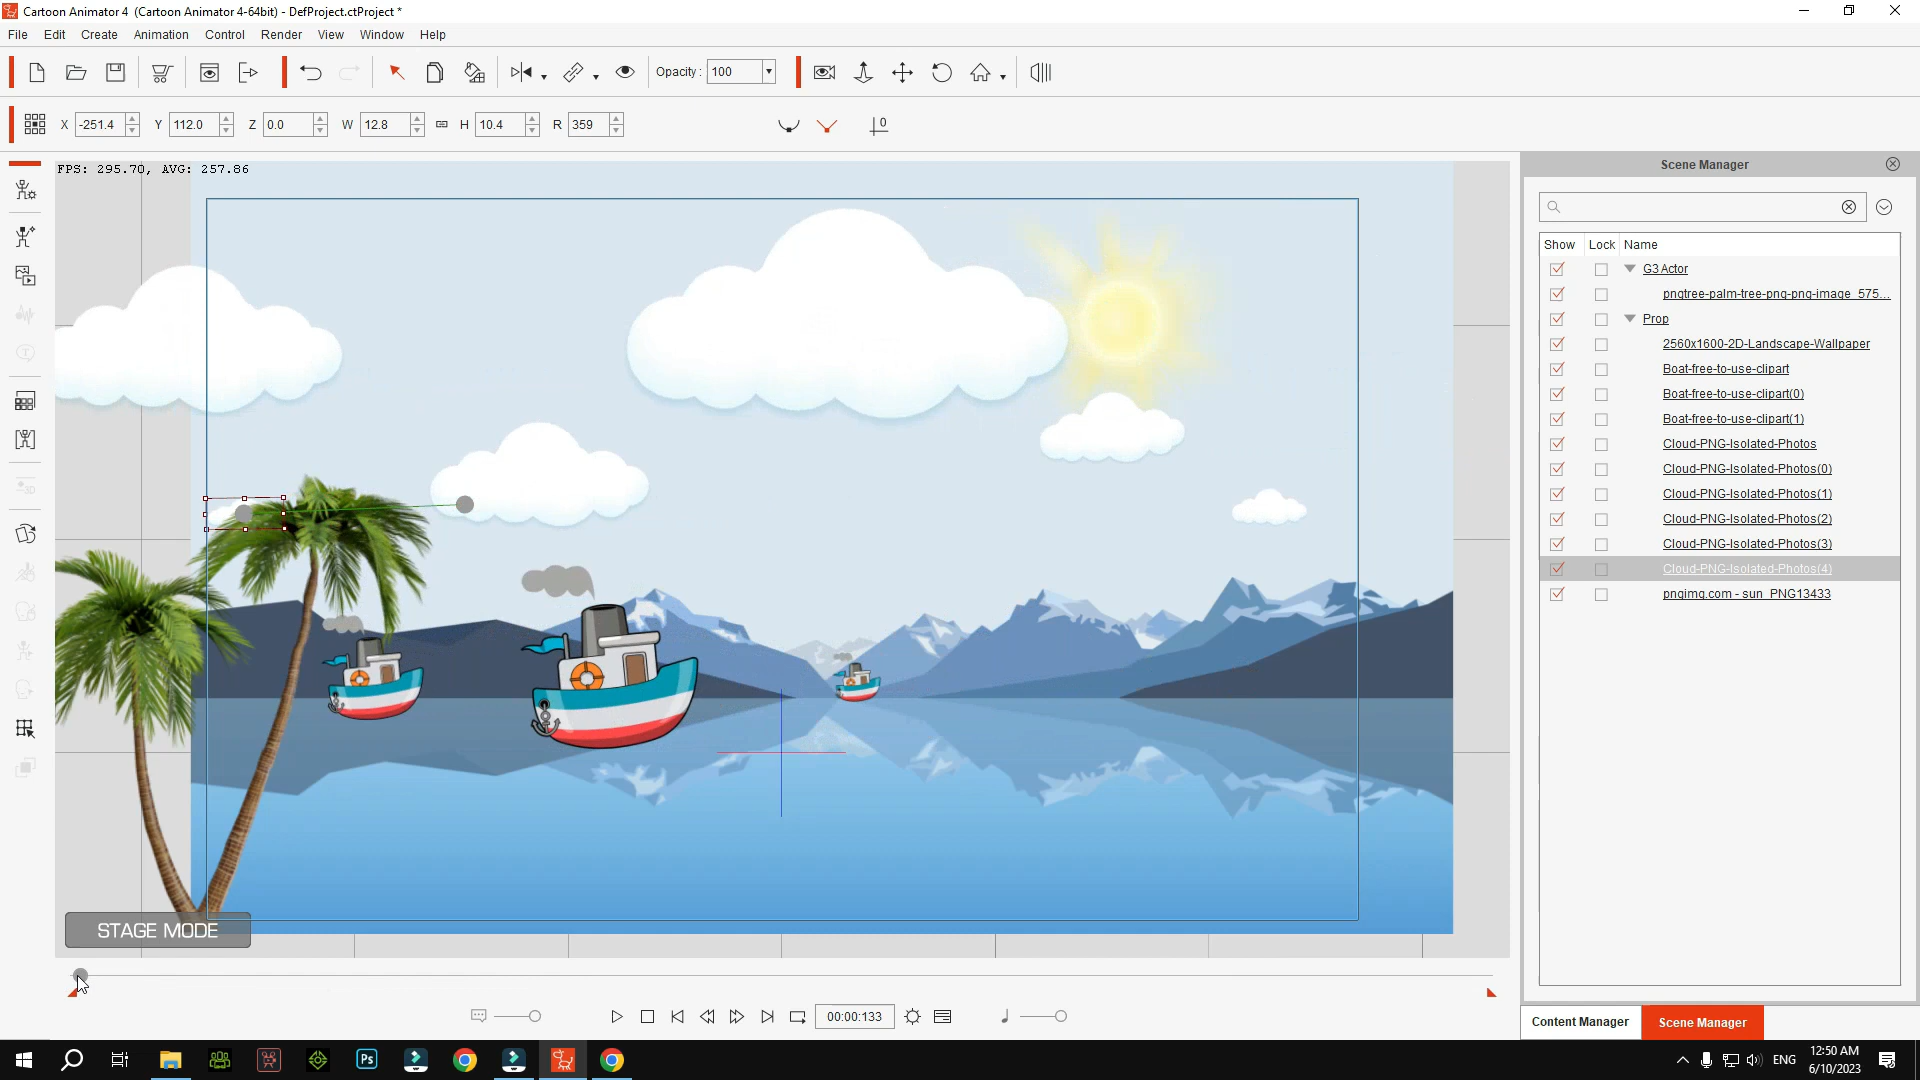 Cartoon Animator 4 (Cartoon Animator 4-64bit) - DefProject.ctProject *
File Edit Create Animation Control Render View Window Help
Opacity : 100
X -251.4 Y 112.0 Z 0.0 W 12.8 H 10.4 R 359 0
FPS: 295.70, AVG: 257.86
Scene Manager
Show Lock Name
G3 Actor
pngtree-palm-tree-png-png-image_575...
Prop
2560x1600-2D-Landscape-Wallpaper
Boat-free-to-use-clipart
Boat-free-to-use-clipart(0)
Boat-free-to-use-clipart(1)
Cloud-PNG-Isolated-Photos
Cloud-PNG-Isolated-Photos(0)
Cloud-PNG-Isolated-Photos(1)
Cloud-PNG-Isolated-Photos(2)
Cloud-PNG-Isolated-Photos(3)
Cloud-PNG-Isolated-Photos(4)
pngimg.com - sun_PNG13433
STAGE MODE
00:00:133
Content Manager Scene Manager
Ps
ENG
12:50 AM
6/10/2023